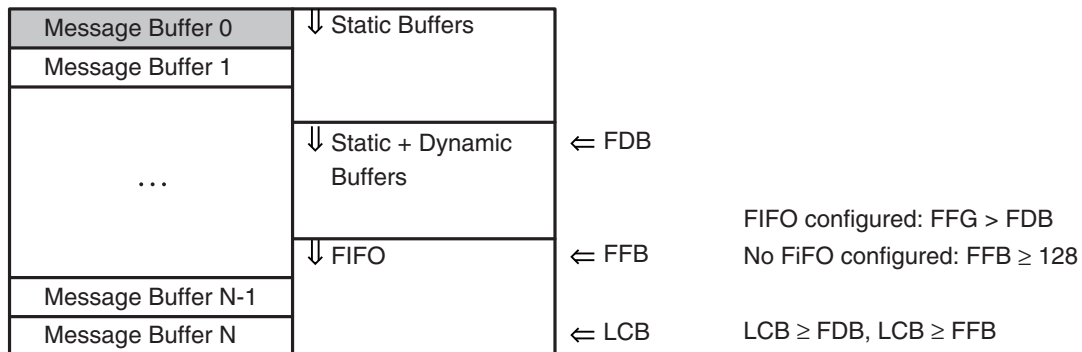 Message Buffer 0
⇓ Static Buffers
Message Buffer 1
...
⇓ Static + Dynamic
Buffers
⇐ FDB
FIFO configured: FFG > FDB
⇓ FIFO
⇐ FFB
No FiFO configured: FFB ≥ 128
Message Buffer N-1
Message Buffer N
⇐ LCB
LCB ≥ FDB, LCB ≥ FFB